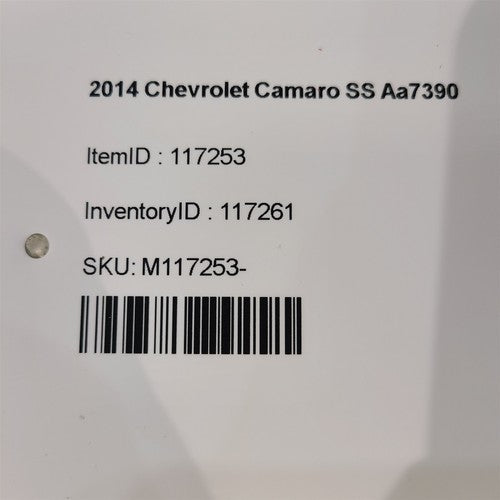 2014 Chevrolet Camaro SS Aa7390
ItemID : 117253
InventoryID : 117261
SKU: M117253-